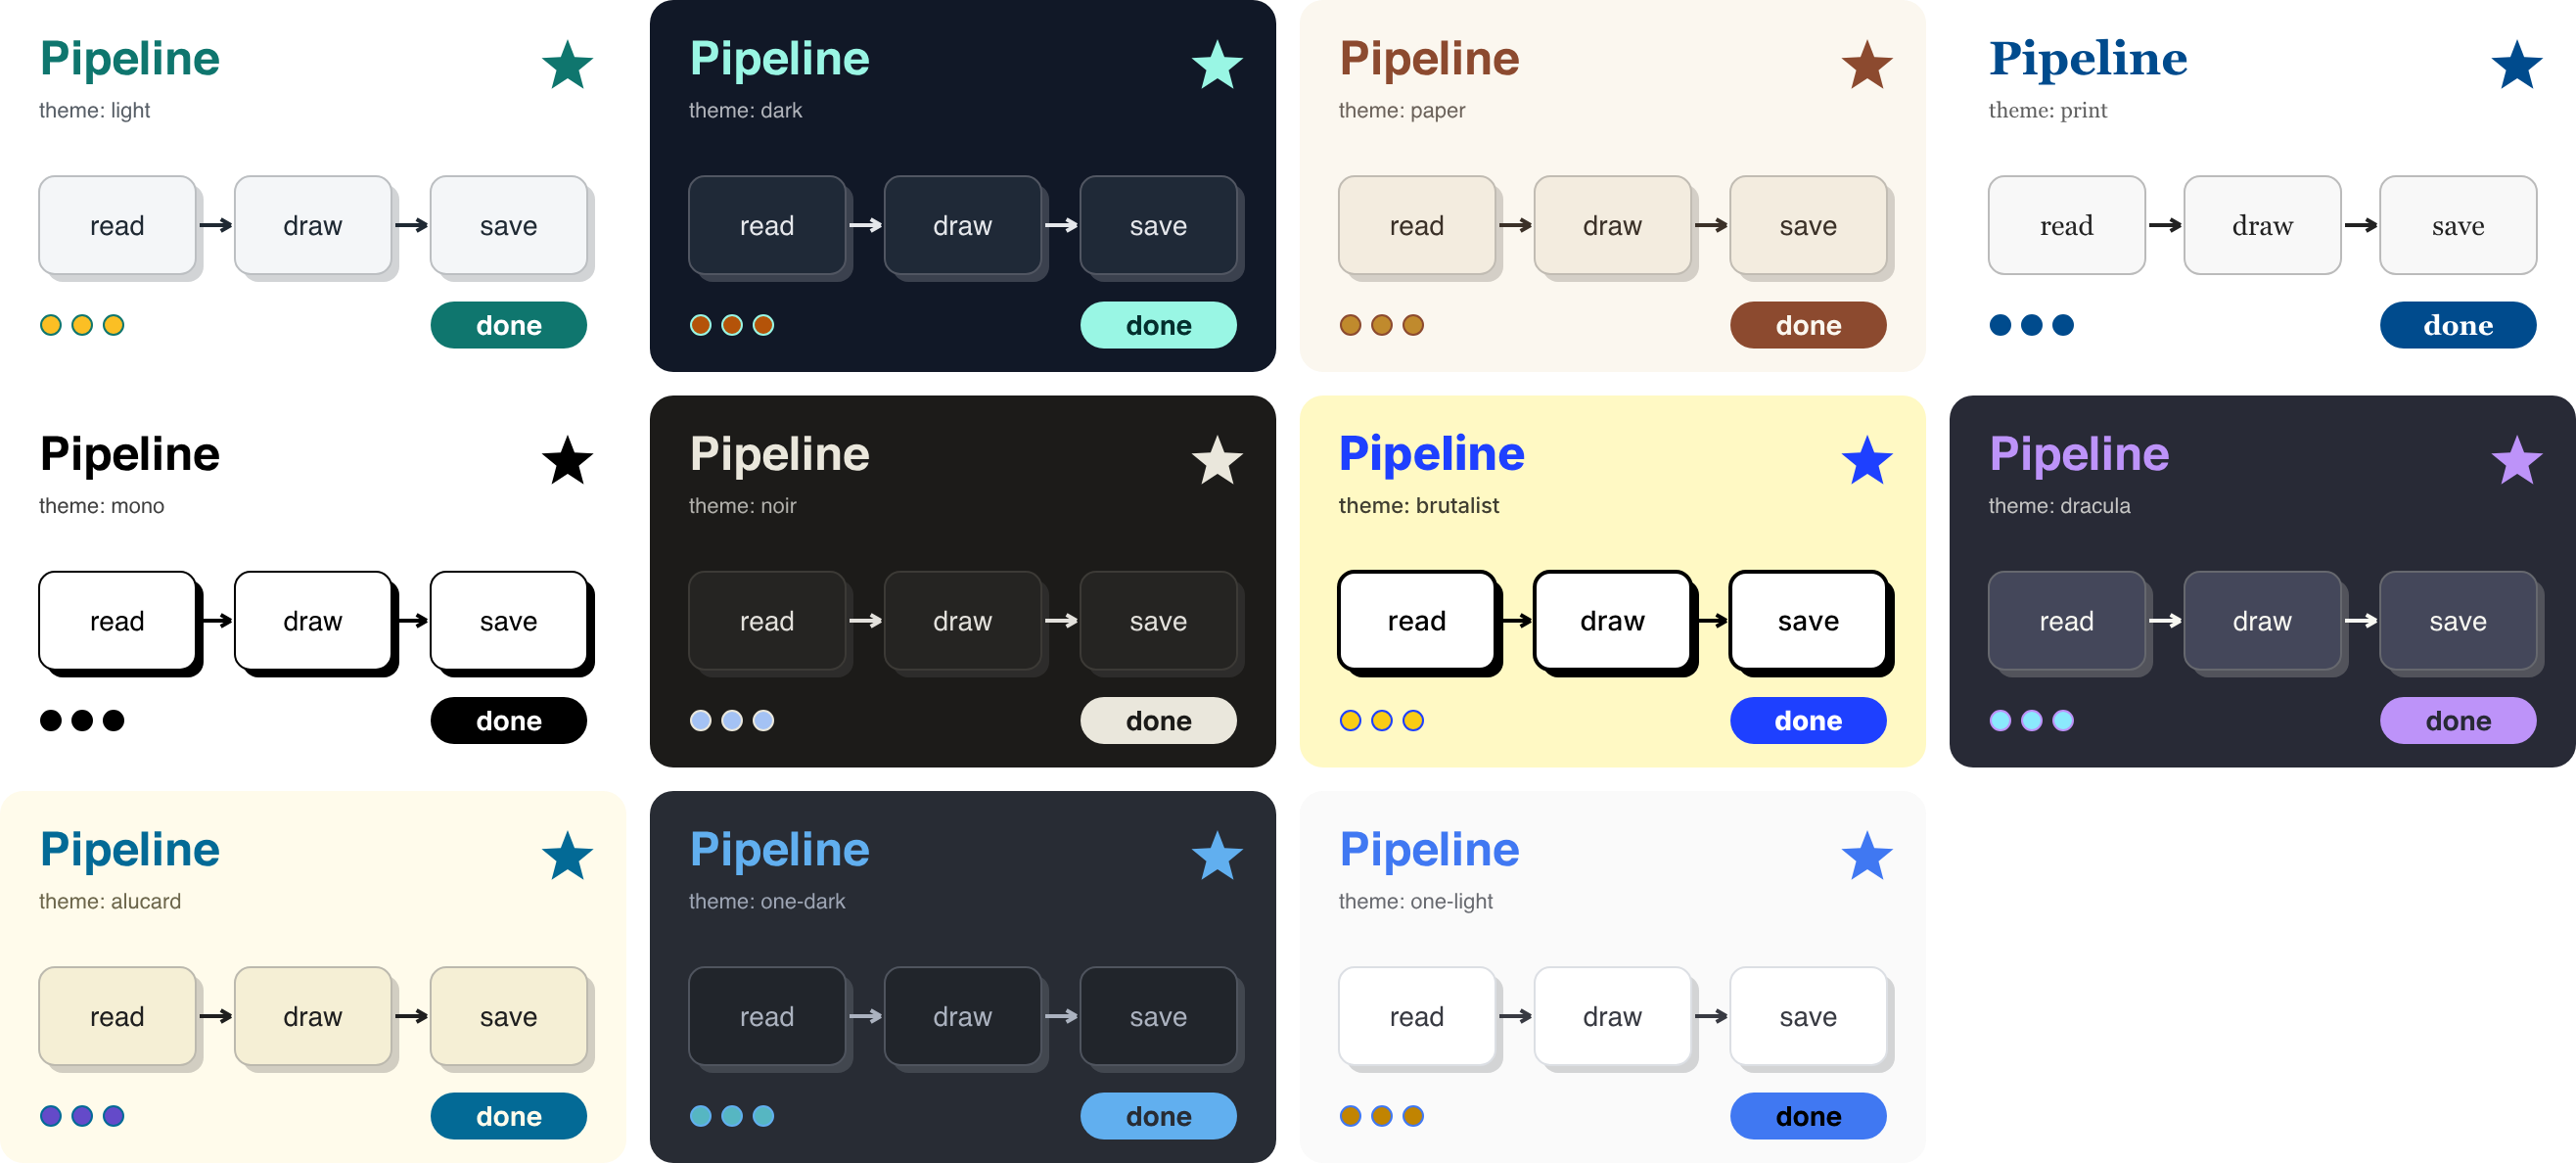 Pipeline
theme: light
read
draw
save
done
Pipeline
theme: dark
read
draw
save
done
Pipeline
theme: paper
read
draw
save
done
Pipeline
theme: print
read
draw
save
done
Pipeline
theme: mono
read
draw
save
done
Pipeline
theme: noir
read
draw
save
done
Pipeline
theme: brutalist
read
draw
save
done
Pipeline
theme: dracula
read
draw
save
done
Pipeline
theme: alucard
read
draw
save
done
Pipeline
theme: one-dark
read
draw
save
done
Pipeline
theme: one-light
read
draw
save
done